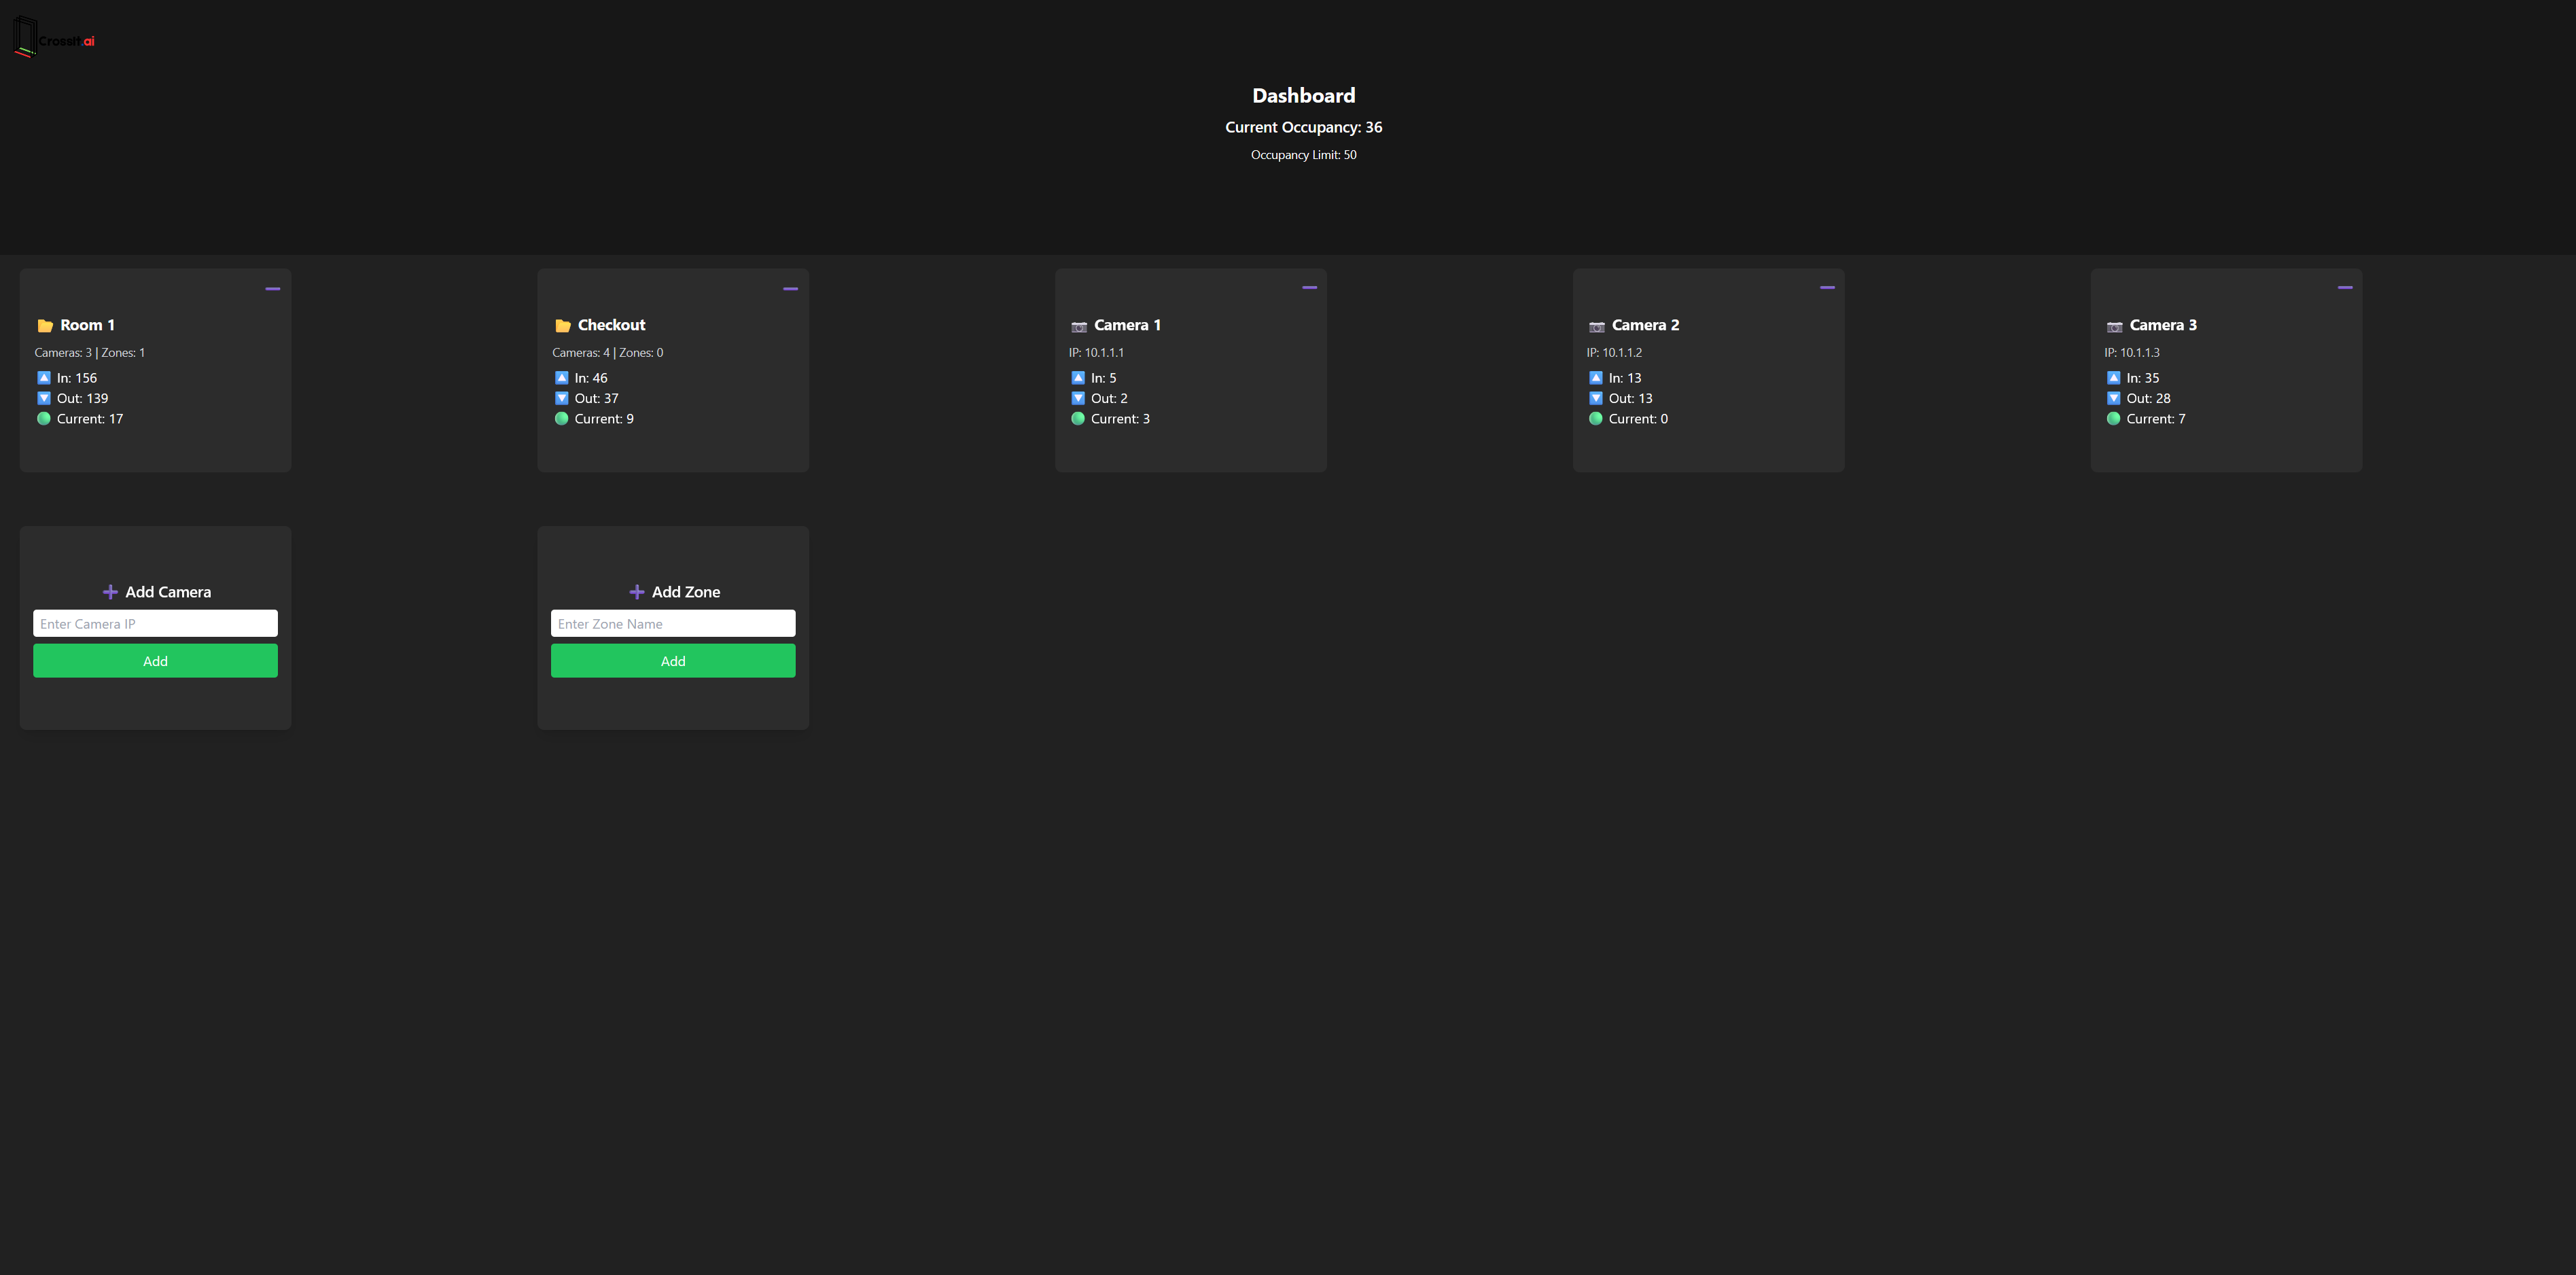 Crossit.ai
Dashboard
Current Occupancy: 36
Occupancy Limit: 50
Room 1
Cameras: 3 | Zones: 1
In: 156
Out: 139
Current: 17
Checkout
Cameras: 4 | Zones: 0
In: 46
Out: 37
Current: 9
Camera 1
IP: 10.1.1.1
In: 5
Out: 2
Current: 3
Camera 2
IP: 10.1.1.2
In: 13
Out: 13
Current: 0
Camera 3
IP: 10.1.1.3
In: 35
Out: 28
Current: 7
Add Camera
Enter Camera IP
Add
Add Zone
Enter Zone Name
Add